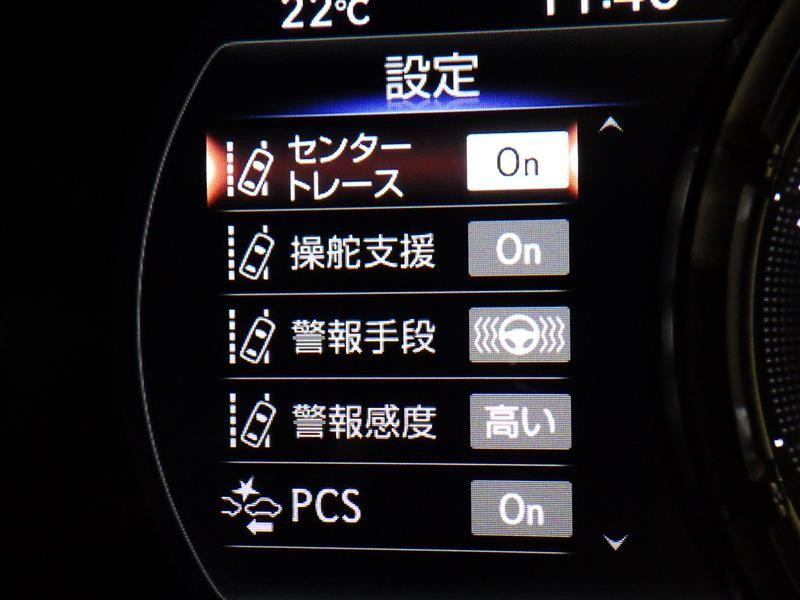 22°C
設定
センター
トレース
On
操舵支援 On
警報手段
警報感度 高い
PCS On